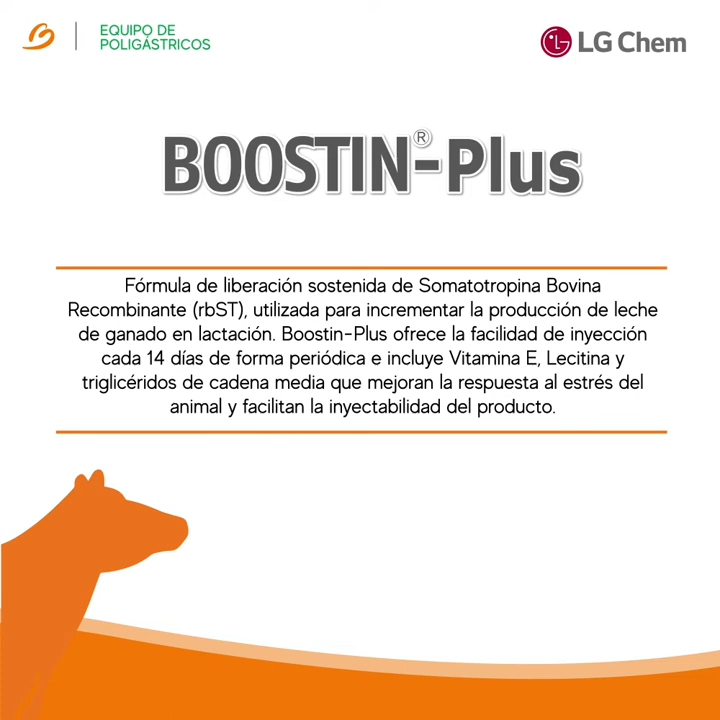 EQUIPO DE
POLIGÁSTRICOS
LG Chem
BOOSTIN®-Plus
Fórmula de liberación sostenida de Somatotropina Bovina
Recombinante (rbST), utilizada para incrementar la producción de leche
de ganado en lactación. Boostin-Plus ofrece la facilidad de inyección
cada 14 días de forma periódica e incluye Vitamina E, Lecitina y
triglicéridos de cadena media que mejoran la respuesta al estrés del
animal y facilitan la inyectabilidad del producto.